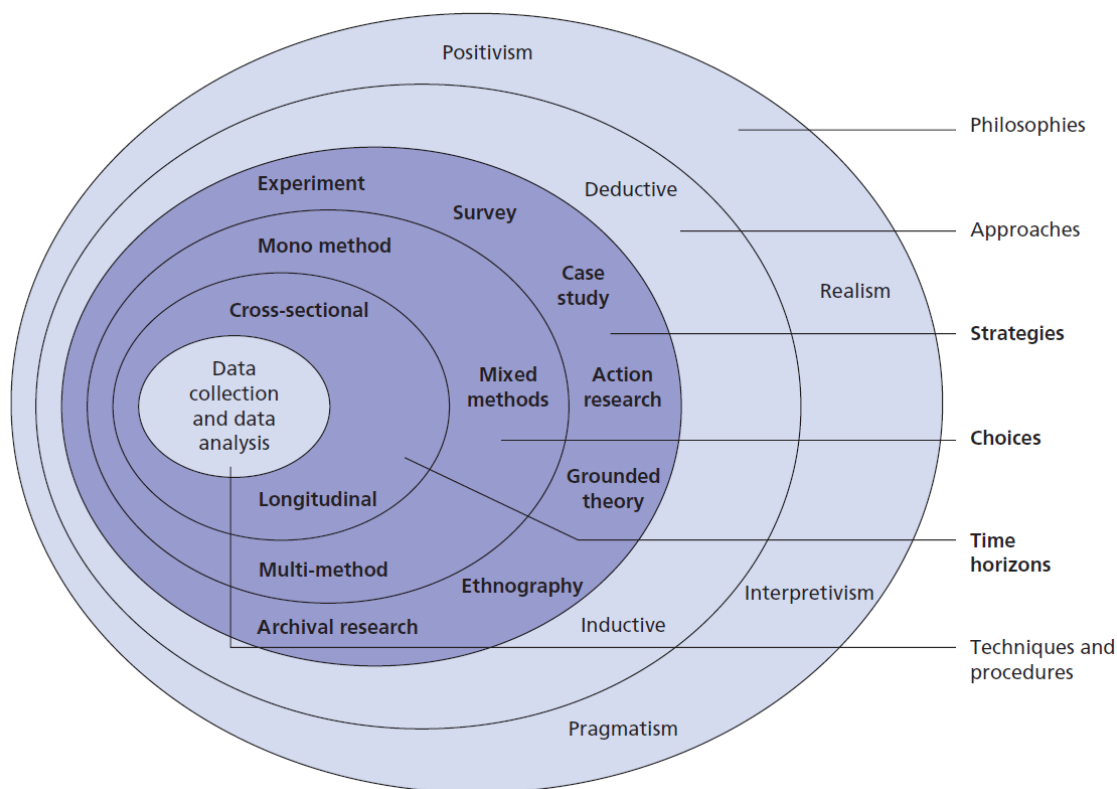 Positivism
Philosophies
Experiment
Deductive
Survey
Approaches
Mono method
Case
study
Realism
Cross-sectional
Strategies
Data
collection
and data
analysis
Mixed
methods
Action
research
Choices
Longitudinal
Grounded
theory
Time
horizons
Multi-method
Ethnography
Interpretivism
Archival research
Inductive
Techniques and
procedures
Pragmatism